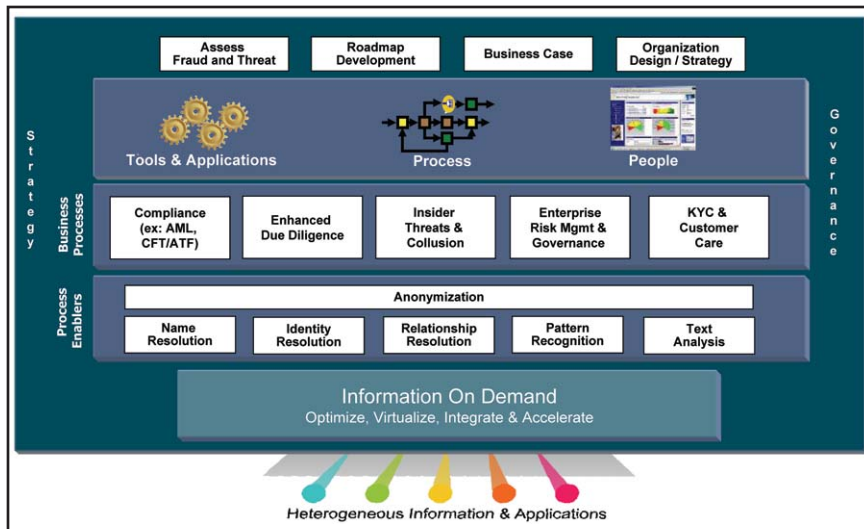 Assess
Fraud and Threat
Roadmap
Development
Business Case
Organization
Design / Strategy
Strategy
Governance
Tools & Applications
Process
People
Business
Processes
Compliance
(ex: AML,
CFT/ATF)
Enhanced
Due Diligence
Insider
Threats &
& Collusion
Enterprise
Risk Mgmt &
Governance
KYC &
Customer
Care
Process
Enablers
Anonymization
Name
Resolution
Identity
Resolution
Relationship
Resolution
Pattern
Recognition
Text
Analysis
Information On Demand
Optimize, Virtualize, Integrate & Accelerate
Heterogeneous Information & Applications